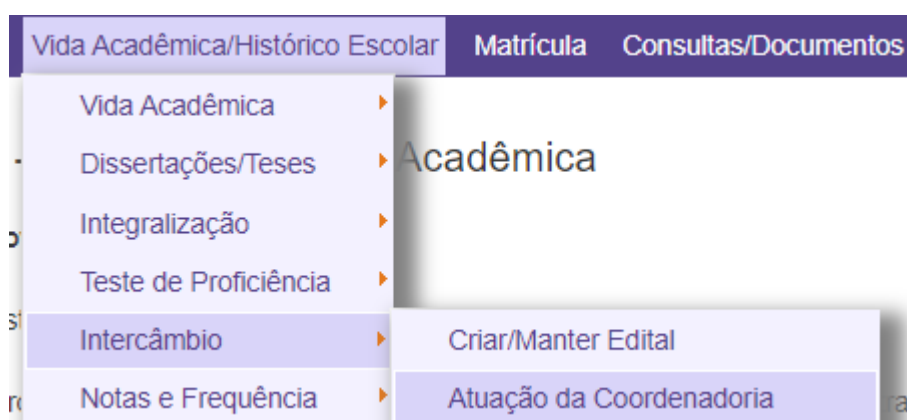 Vida Acadêmica/Histórico Escolar Matrícula Consultas/Documentos
Vida Acadêmica
Acadêmica
Dissertações/Teses
Integralização
Teste de Proficiência
Intercâmbio
Criar/Manter Edital
Notas e Frequência
Atuação da Coordenadoria